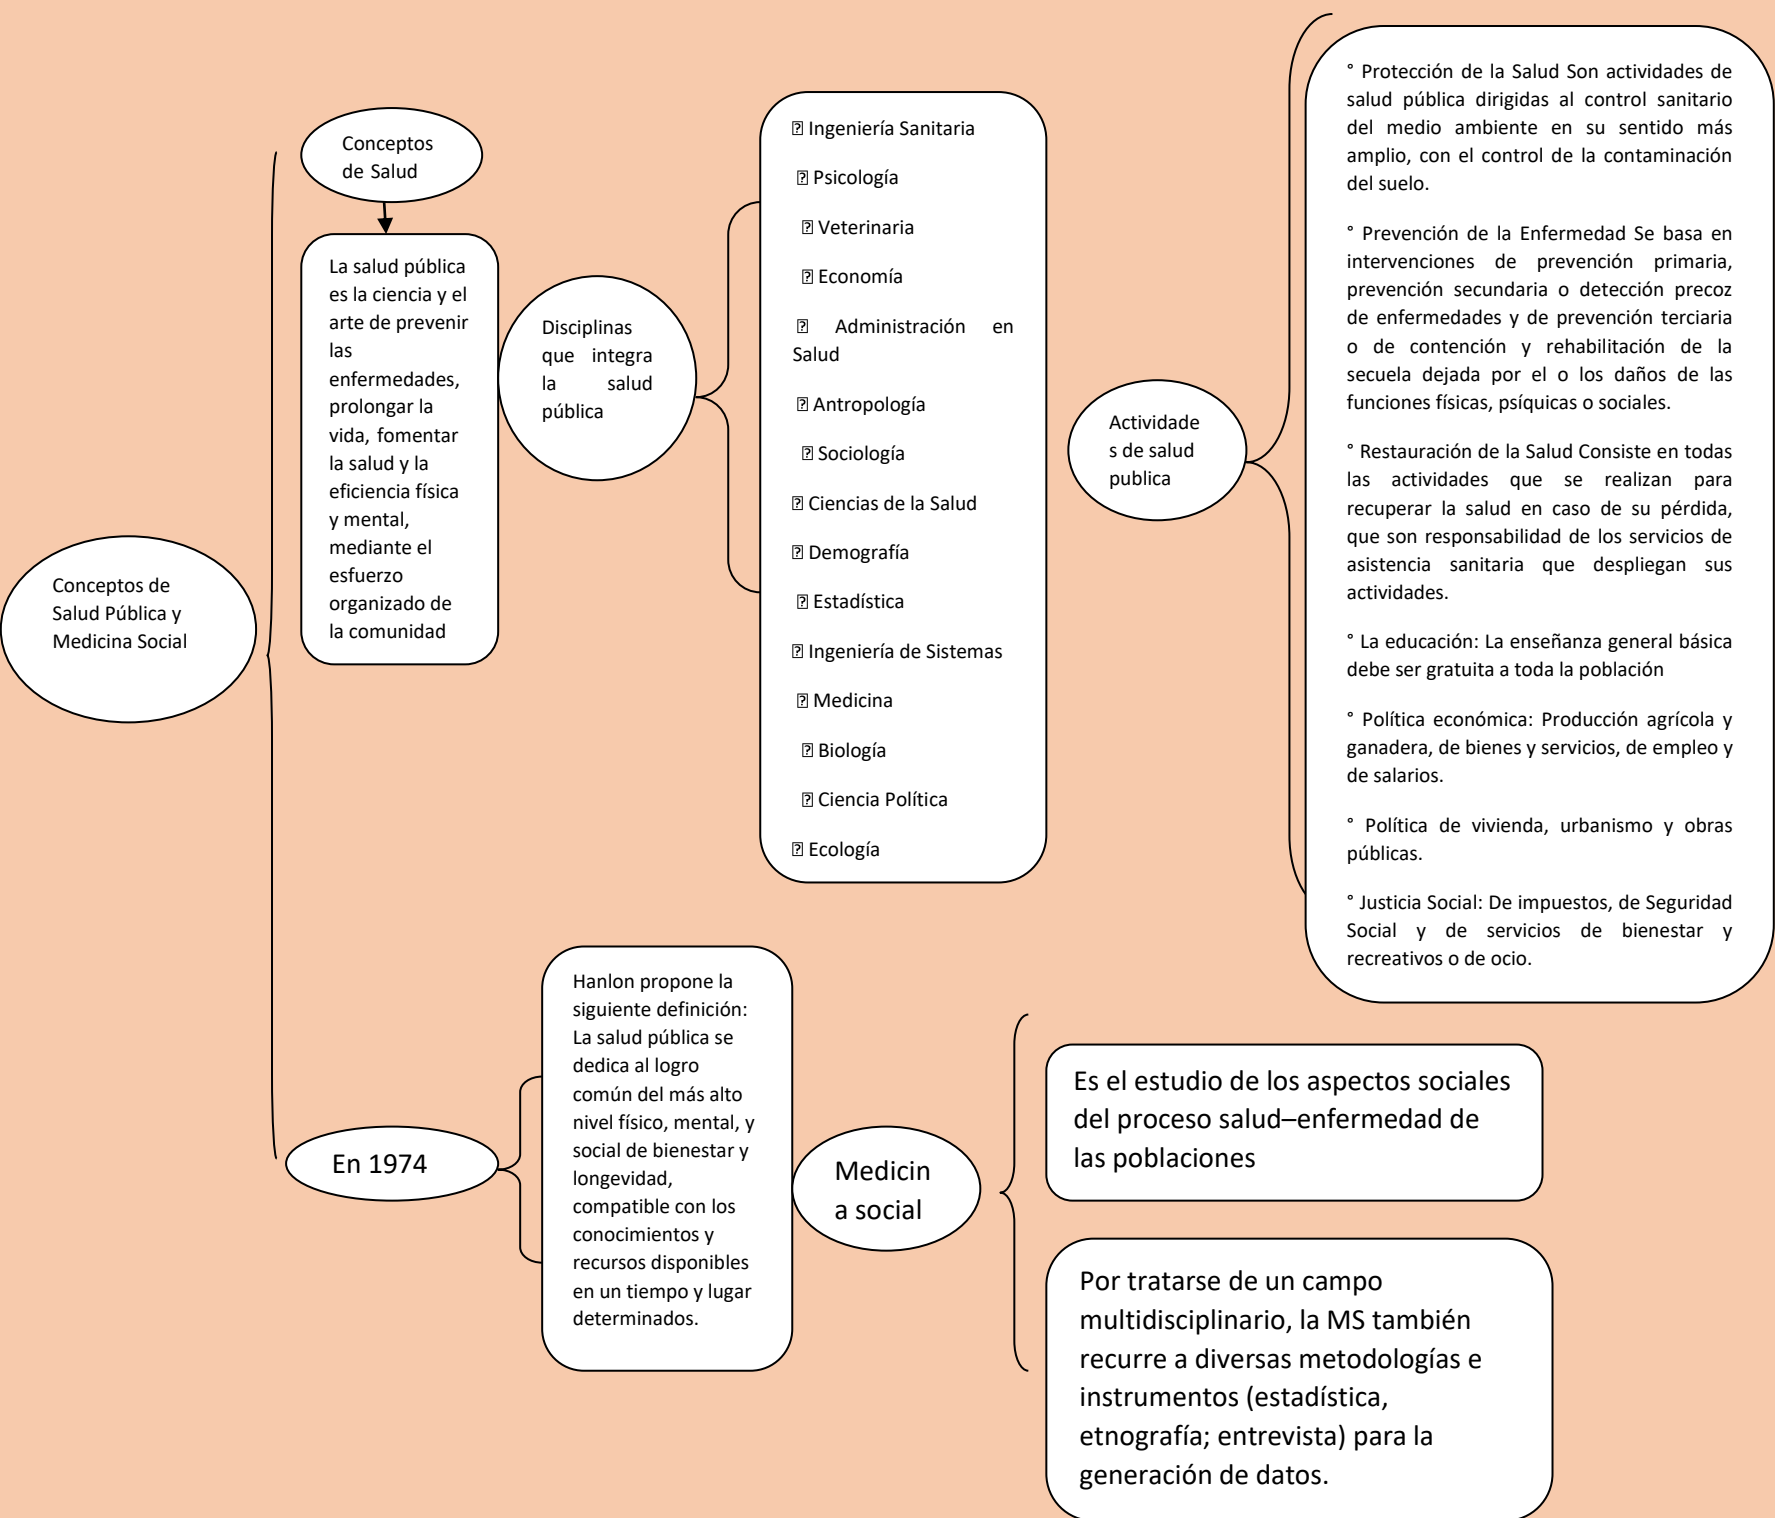 Conceptos de
Salud Pública y
Medicina Social
Conceptos
de Salud
La salud pública
es la ciencia y el
arte de prevenir
las
enfermedades,
prolongar la
vida, fomentar
la salud y la
eficiencia física
y mental,
mediante el
esfuerzo
organizado de
la comunidad
Disciplinas
que integra
la salud
pública
⍰ Ingeniería Sanitaria
⍰ Psicología
⍰ Veterinaria
⍰ Economía
⍰ Administración en
Salud
⍰ Antropología
⍰ Sociología
⍰ Ciencias de la Salud
⍰ Demografía
⍰ Estadística
⍰ Ingeniería de Sistemas
⍰ Medicina
⍰ Biología
⍰ Ciencia Política
⍰ Ecología
Actividade
s de salud
publica
° Protección de la Salud Son actividades de
salud pública dirigidas al control sanitario
del medio ambiente en su sentido más
amplio, con el control de la contaminación
del suelo.
° Prevención de la Enfermedad Se basa en
intervenciones de prevención primaria,
prevención secundaria o detección precoz
de enfermedades y de prevención terciaria
o de contención y rehabilitación de la
secuela dejada por el o los daños de las
funciones físicas, psíquicas o sociales.
° Restauración de la Salud Consiste en todas
las actividades que se realizan para
recuperar la salud en caso de su pérdida,
que son responsabilidad de los servicios de
asistencia sanitaria que despliegan sus
actividades.
° La educación: La enseñanza general básica
debe ser gratuita a toda la población
° Política económica: Producción agrícola y
ganadera, de bienes y servicios, de empleo y
de salarios.
° Política de vivienda, urbanismo y obras
públicas.
° Justicia Social: De impuestos, de Seguridad
Social y de servicios de bienestar y
recreativos o de ocio.
En 1974
Hanlon propone la
siguiente definición:
La salud pública se
dedica al logro
común del más alto
nivel físico, mental, y
social de bienestar y
longevidad,
compatible con los
conocimientos y
recursos disponibles
en un tiempo y lugar
determinados.
Medicin
a social
Es el estudio de los aspectos sociales
del proceso salud–enfermedad de
las poblaciones
Por tratarse de un campo
multidisciplinario, la MS también
recurre a diversas metodologías e
instrumentos (estadística,
etnografía; entrevista) para la
generación de datos.